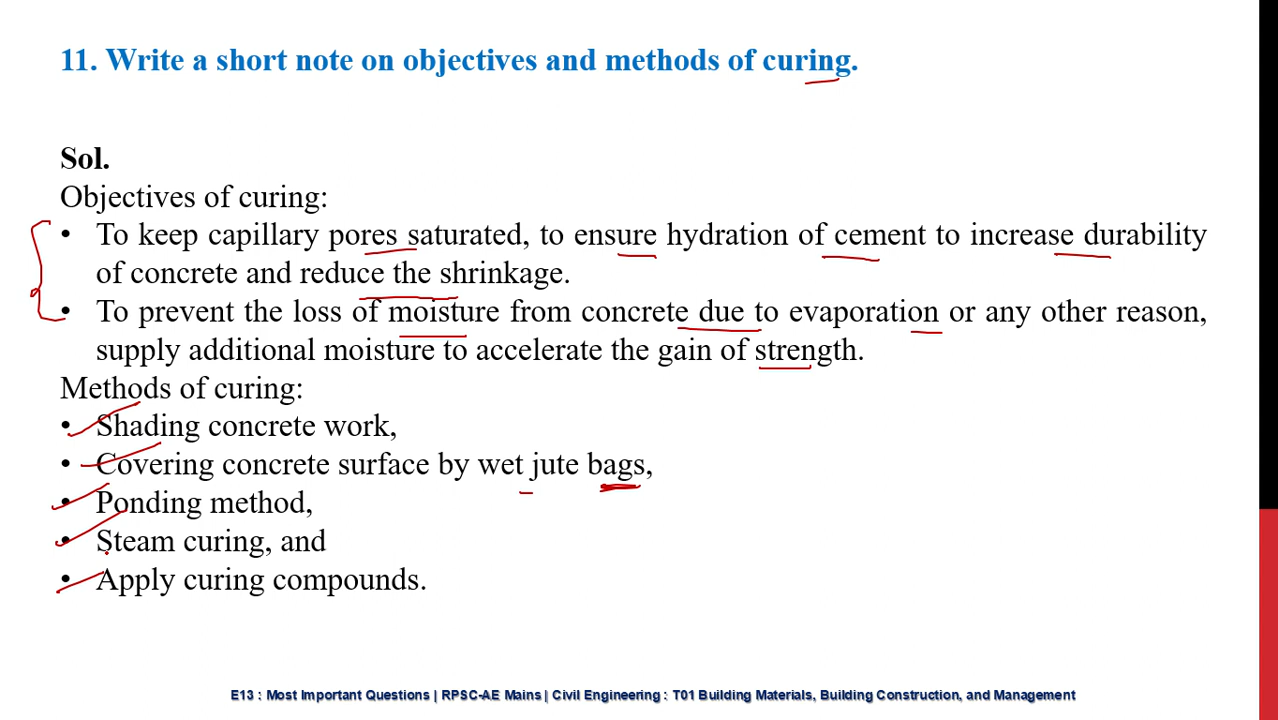 11. Write a short note on objectives and methods of curing.
Sol.
Objectives of curing:
• To keep capillary pores saturated, to ensure hydration of cement to increase durability
of concrete and reduce the shrinkage.
• To prevent the loss of moisture from concrete due to evaporation or any other reason,
supply additional moisture to accelerate the gain of strength.
Methods of curing:
• Shading concrete work,
• Covering concrete surface by wet jute bags,
• Ponding method,
• Steam curing, and
• Apply curing compounds.
E13 : Most Important Questions | RPSC-AE Mains | Civil Engineering : T01 Building Materials, Building Construction, and Management